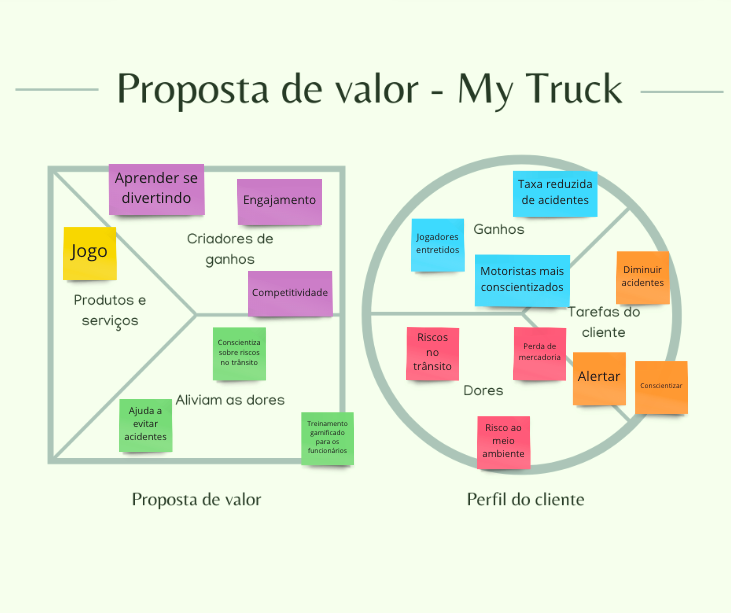 Proposta de valor - My Truck
Aprender se
divertindo
Engajamento
Criadores de
ganhos
Jogo
Competitividade
Produtos e
serviços
Conscientiza
sobre riscos
no trânsito
Aliviam as dores
Ajuda a
evitar
acidentes
Treinamento
gamificado
para os
funcionários
Proposta de valor
Taxa reduzida
de acidentes
Ganhos
Jogadores
entretidos
Motoristas mais
conscientizados
Diminuir
acidentes
Tarefas do
cliente
Riscos
no
trânsito
Perda de
mercadoria
Alertar
Conscientizar
Dores
Risco ao
meio
ambiente
Perfil do cliente